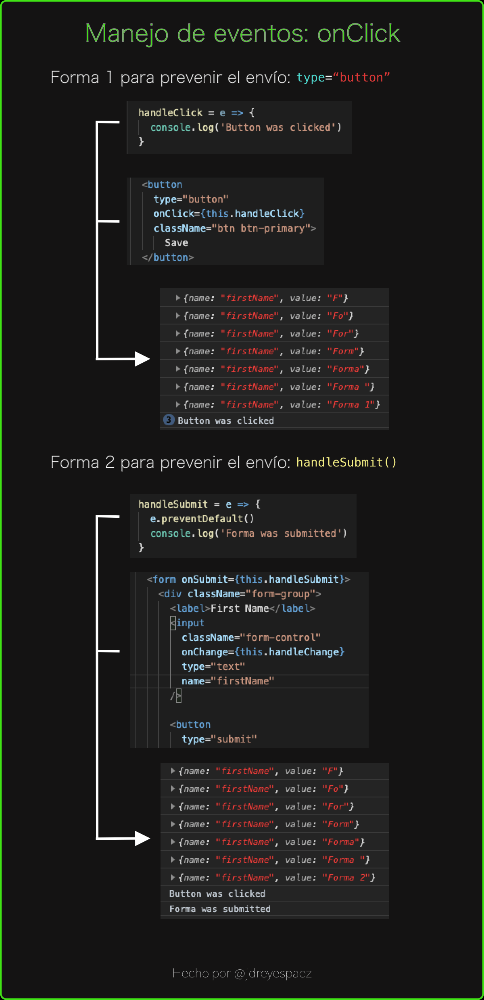 Manejo de eventos: onClick
Forma 1 para prevenir el envío: type=“button”
handleClick = e => {
console.log('Button was clicked')
}
<button
type="button"
onClick={this.handleClick}
className="btn btn-primary">
Save
</button>
{name: "firstName", value: "F"}
{name: "firstName", value: "Fo"}
{name: "firstName", value: "For"}
{name: "firstName", value: "Form"}
{name: "firstName", value: "Forma"}
{name: "firstName", value: "Forma "}
{name: "firstName", value: "Forma 1"}
3 Button was clicked
Forma 2 para prevenir el envío: handleSubmit()
handleSubmit = e => {
e.preventDefault()
console.log('Forma was submitted')
}
<form onSubmit={this.handleSubmit}>
<div className="form-group">
<label>First Name</label>
<input
className="form-control"
onChange={this.handleChange}
type="text"
name="firstName"
/>
<button
type="submit"
{name: "firstName", value: "F"}
{name: "firstName", value: "Fo"}
{name: "firstName", value: "For"}
{name: "firstName", value: "Form"}
{name: "firstName", value: "Forma"}
{name: "firstName", value: "Forma "}
{name: "firstName", value: "Forma 2"}
Button was clicked
Forma was submitted
Hecho por @jdreyespaez